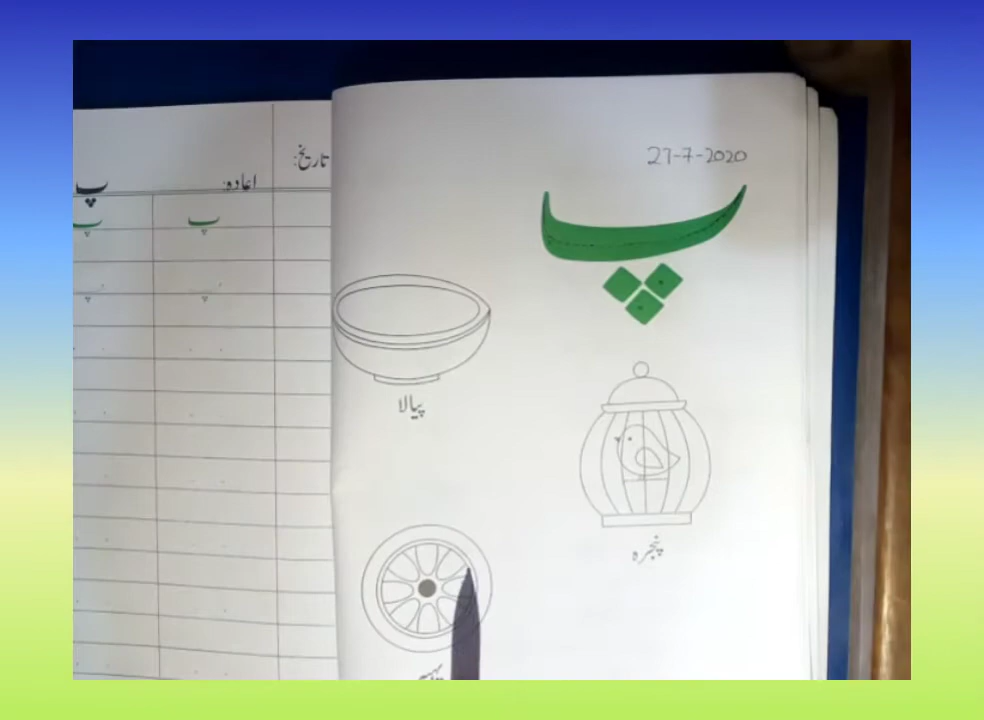 27-7-2020
پ
پیالا
پنجرہ
تاریخ:
اعادہ:
پ
پ پ
پ پ